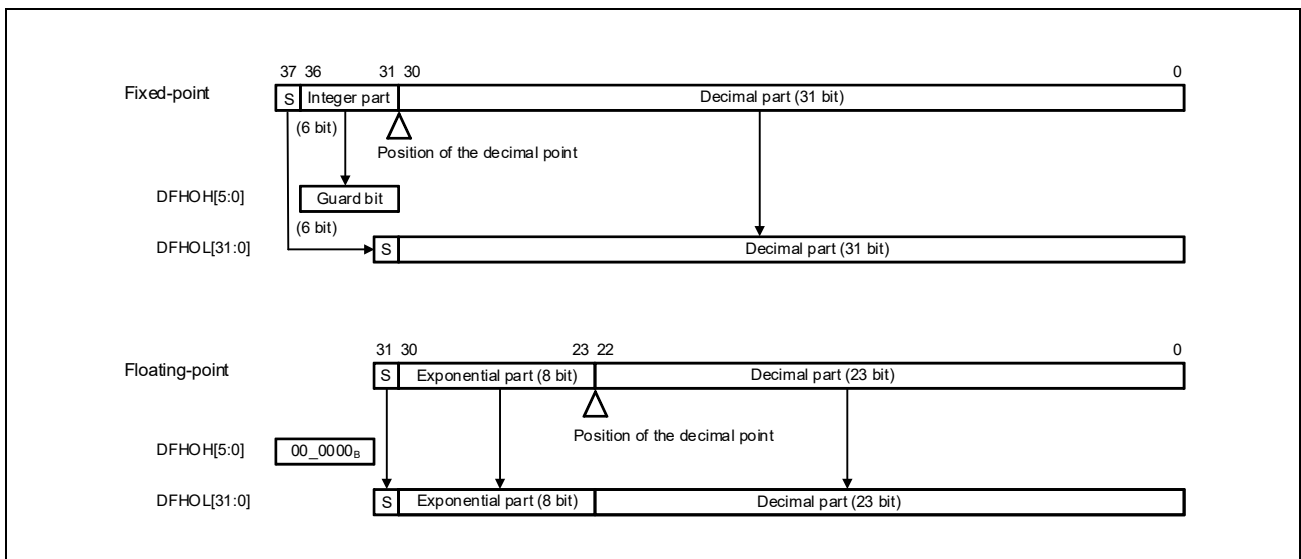 37 36 31 30 0
Fixed-point S Integer part Decimal part (31 bit)
(6 bit)
Position of the decimal point
DFHOH[5:0] Guard bit
(6 bit)
DFHOL[31:0] S Decimal part (31 bit)
31 30 23 22 0
Floating-point S Exponential part (8 bit) Decimal part (23 bit)
Position of the decimal point
DFHOH[5:0] 00_0000B
DFHOL[31:0] S Exponential part (8 bit) Decimal part (23 bit)